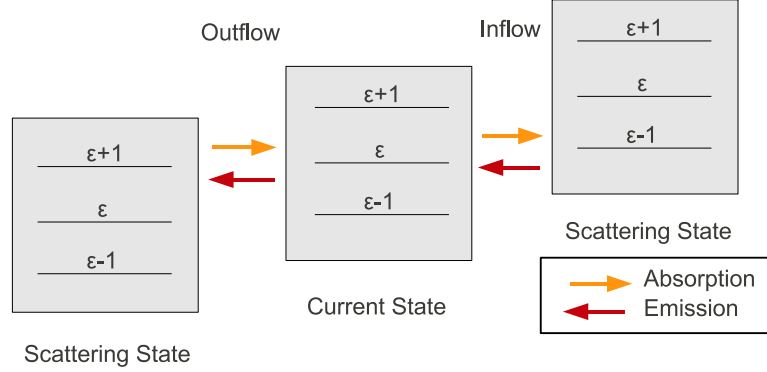 Outflow
Inflow
ε+1
ε
ε-1
Scattering State
ε+1
ε
ε-1
Current State
ε+1
ε
ε-1
Scattering State
Absorption
Emission